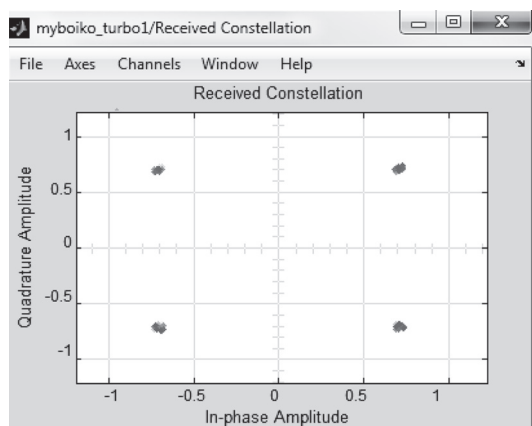 myboiko_turbo1/Received Constellation
File Axes Channels Window Help
Received Constellation
Quadrature Amplitude
1
0.5
0
-0.5
-1
-1 -0.5 0 0.5 1
In-phase Amplitude